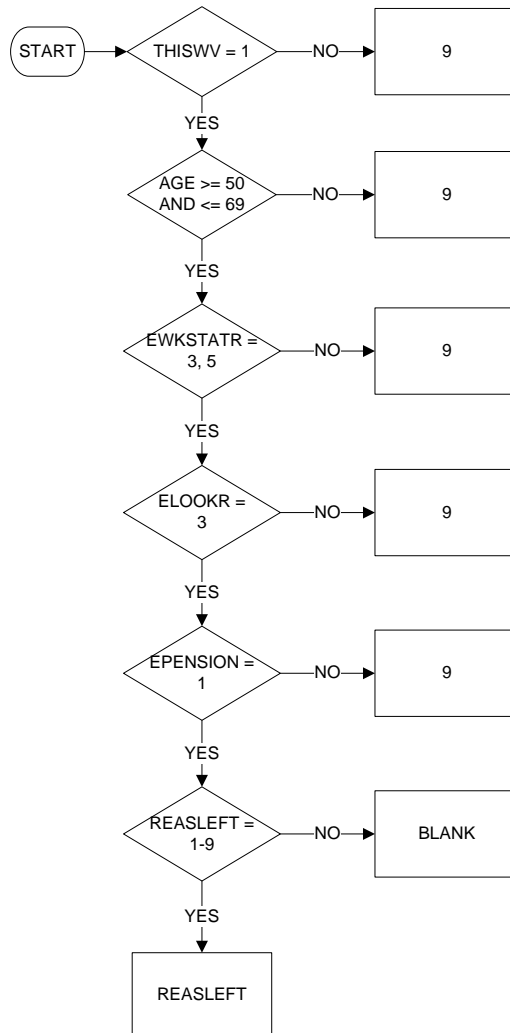 START
THISWV = 1
NO
9
YES
AGE >= 50
AND <= 69
NO
9
YES
EWKSTATR =
3, 5
NO
9
YES
ELOOKR =
3
NO
9
YES
EPENSION =
1
NO
9
YES
REASLEFT =
1-9
NO
BLANK
YES
REASLEFT